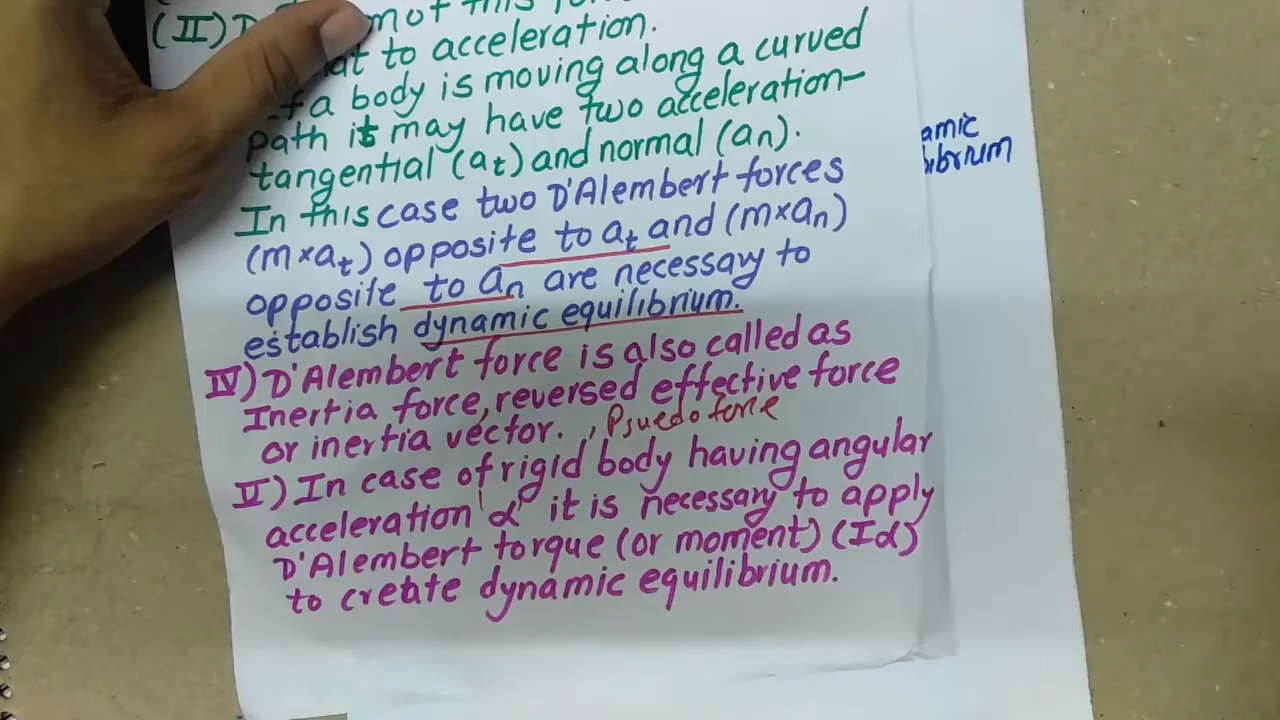 (II) D not this
to acceleration.
If a body is moving along a curved
path it may have two acceleration-
tangential (at) and normal (an).
In this case two D'Alembert forces
(m×at) opposite to at and (m×an)
opposite to an are necessary to
establish dynamic equilibrium.
IV) D'Alembert force is also called as
Inertia force, reversed effective force
or inertia vector. , Psuedo force
V) In case of rigid body having angular
acceleration 'α' it is necessary to apply
D'Alembert torque (or moment) (Iα)
to create dynamic equilibrium.
amic
ibrium